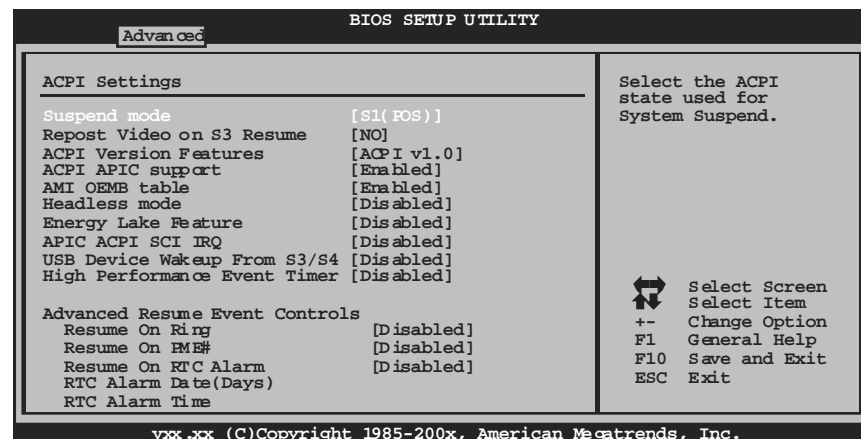 BIOS SETUP UTILITY
Advanced
ACPI Settings
Suspend mode [S1(POS)]
Repost Video on S3 Resume [NO]
ACPI Version Features [ACPI v1.0]
ACPI APIC support [Enabled]
AMI OEMB table [Enabled]
Headless mode [Disabled]
Energy Lake Feature [Disabled]
APIC ACPI SCI IRQ [Disabled]
USB Device Wakeup From S3/S4 [Disabled]
High Performance Event Timer [Disabled]
Advanced Resume Event Controls
Resume On Ring [Disabled]
Resume On PME# [Disabled]
Resume On RTC Alarm [Disabled]
RTC Alarm Date(Days)
RTC Alarm Time
Select the ACPI
state used for
System Suspend.
Select Screen
Select Item
+- Change Option
F1 General Help
F10 Save and Exit
ESC Exit
vxx.xx (C)Copyright 1985-200x, American Megatrends, Inc.